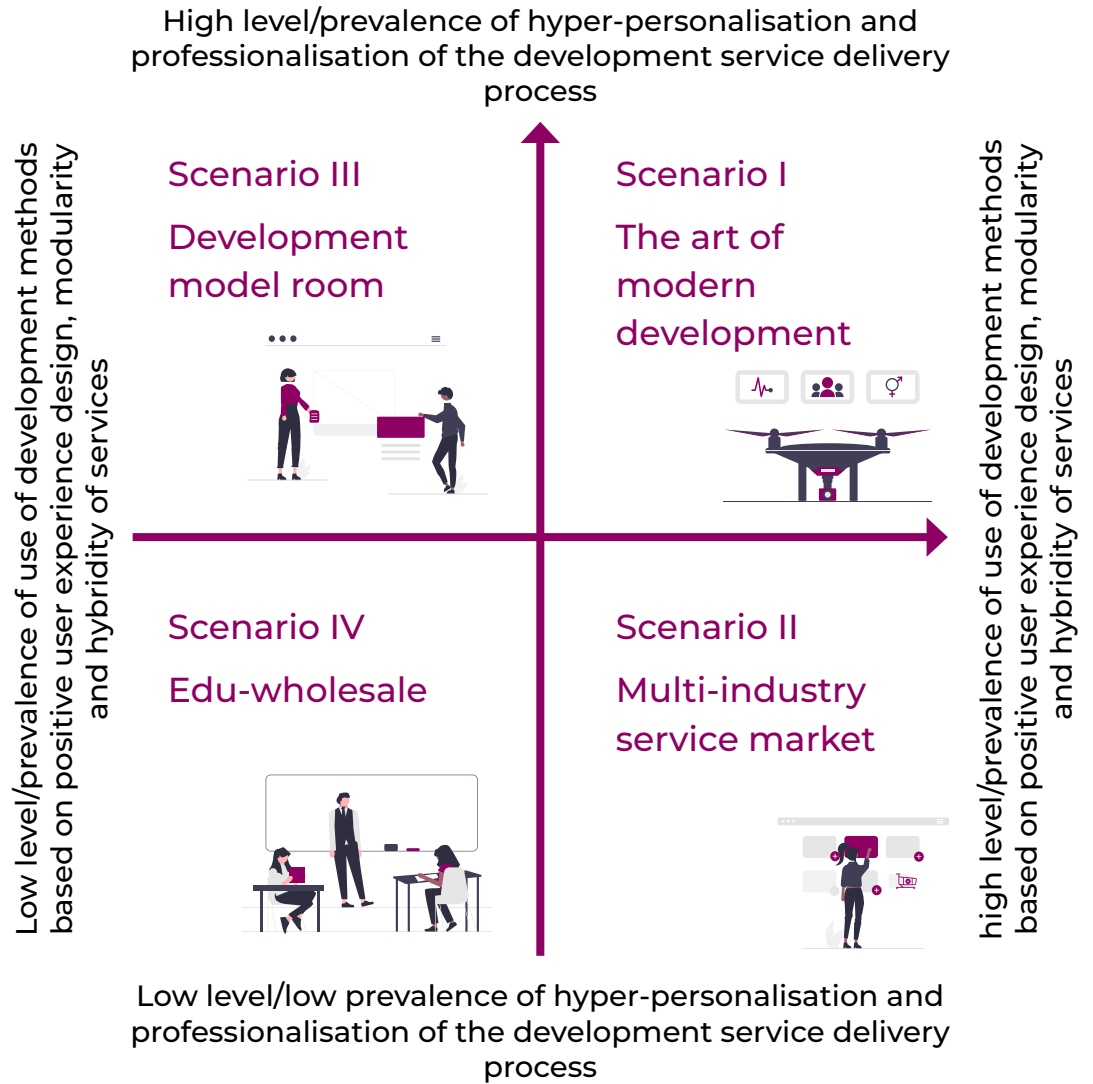 High level/prevalence of hyper-personalisation and
professionalisation of the development service delivery
process
Low level/prevalence of use of development methods
based on positive user experience design, modularity
and hybridity of services
Scenario III
Development
model room
Scenario I
The art of
modern
development
high level/prevalence of use of development methods
based on positive user experience design, modularity
and hybridity of services
Scenario IV
Edu-wholesale
Scenario II
Multi-industry
service market
Low level/low prevalence of hyper-personalisation and
professionalisation of the development service delivery
process